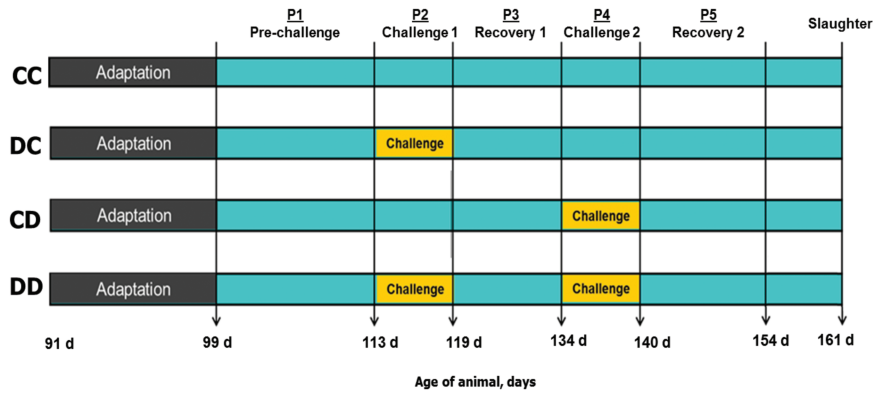 P1 P2 P3 P4 P5
Pre-challenge Challenge 1 Recovery 1 Challenge 2 Recovery 2 Slaughter
CC Adaptation
DC Adaptation Challenge
CD Adaptation Challenge
DD Adaptation Challenge Challenge
91 d 99 d 113 d 119 d 134 d 140 d 154 d 161 d
Age of animal, days